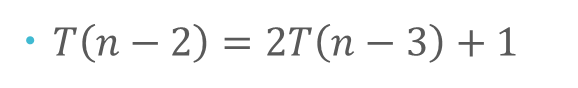 • T(n − 2) = 2T(n − 3) + 1